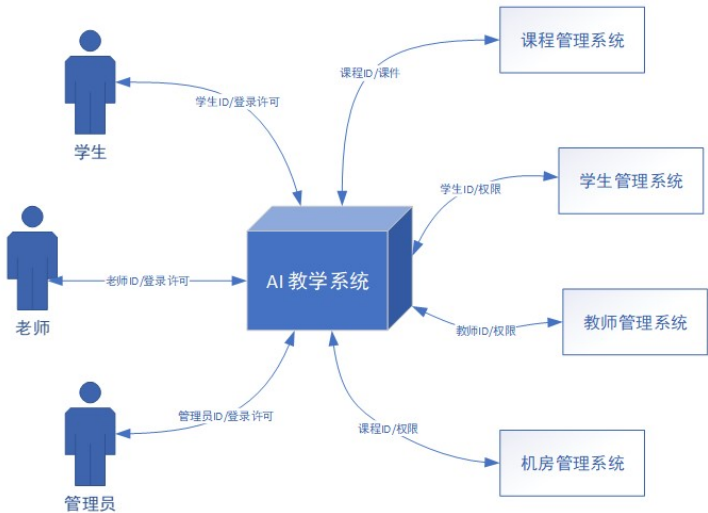 课程管理系统
课程ID/课件
学生ID/登录许可
学生
学生管理系统
学生ID/权限
AI 教学系统
老师ID/登录许可
老师
教师管理系统
教师ID/权限
管理员ID/登录许可
课程ID/权限
机房管理系统
管理员